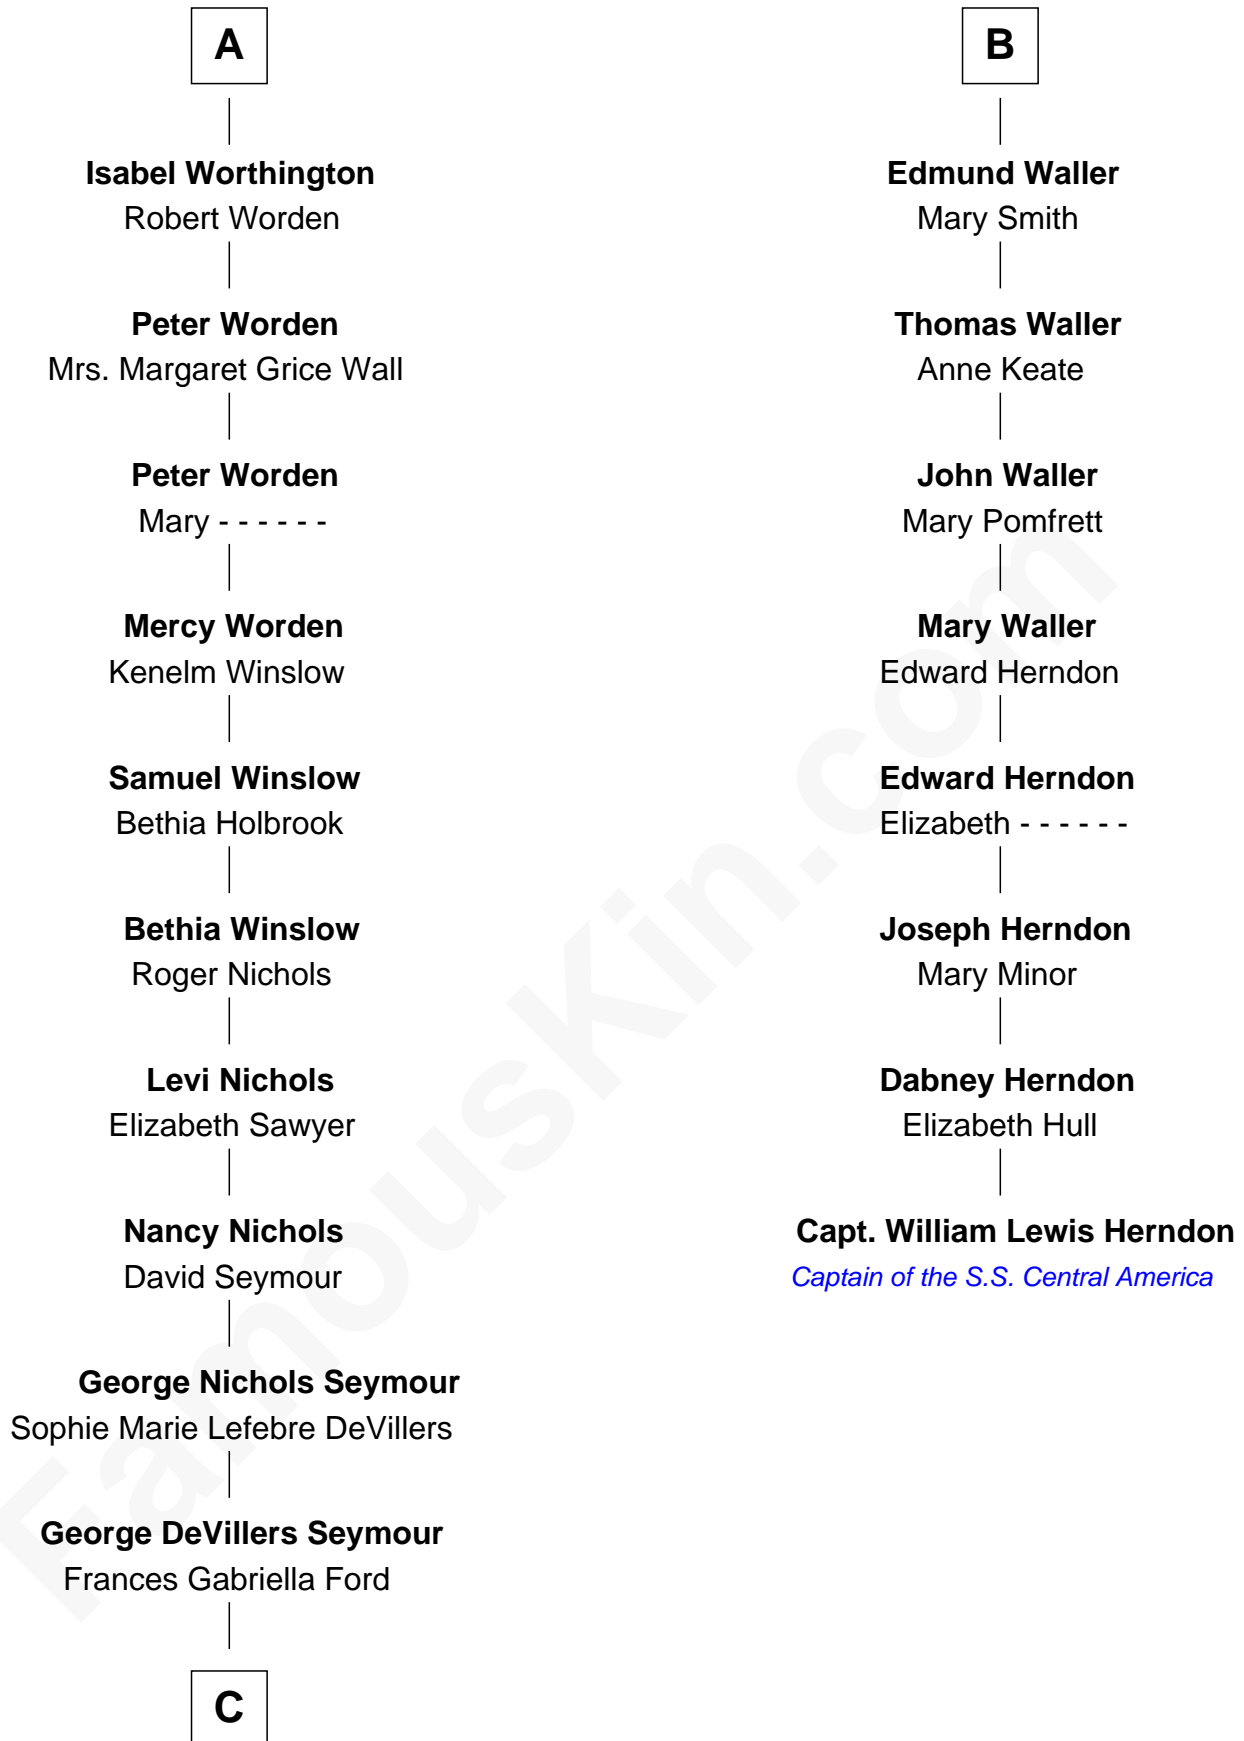 A
Isabel Worthington
Robert Worden
Peter Worden
Mrs. Margaret Grice Wall
Peter Worden
Mary - - - - - -
Mercy Worden
Kenelm Winslow
Samuel Winslow
Bethia Holbrook
Bethia Winslow
Roger Nichols
Levi Nichols
Elizabeth Sawyer
Nancy Nichols
David Seymour
George Nichols Seymour
Sophie Marie Lefebre DeVillers
George DeVillers Seymour
Frances Gabriella Ford
C
B
Edmund Waller
Mary Smith
Thomas Waller
Anne Keate
John Waller
Mary Pomfrett
Mary Waller
Edward Herndon
Edward Herndon
Elizabeth - - - - - -
Joseph Herndon
Mary Minor
Dabney Herndon
Elizabeth Hull
Capt. William Lewis Herndon
Captain of the S.S. Central America
FamousKin.com